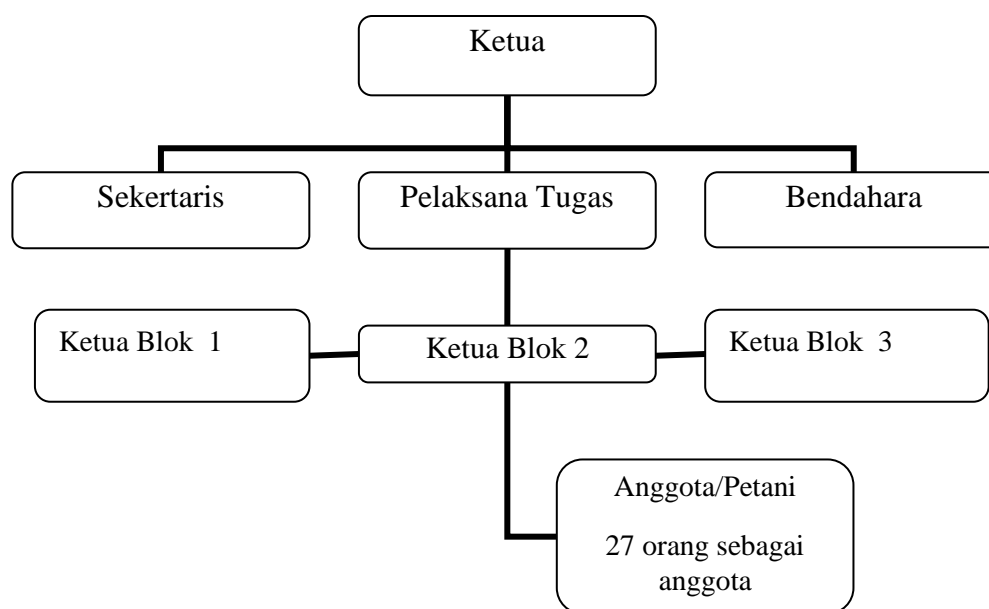 Ketua
Sekertaris
Pelaksana Tugas
Bendahara
Ketua Blok  1
Ketua Blok 2
Ketua Blok  3
Anggota/Petani
27 orang sebagai
anggota